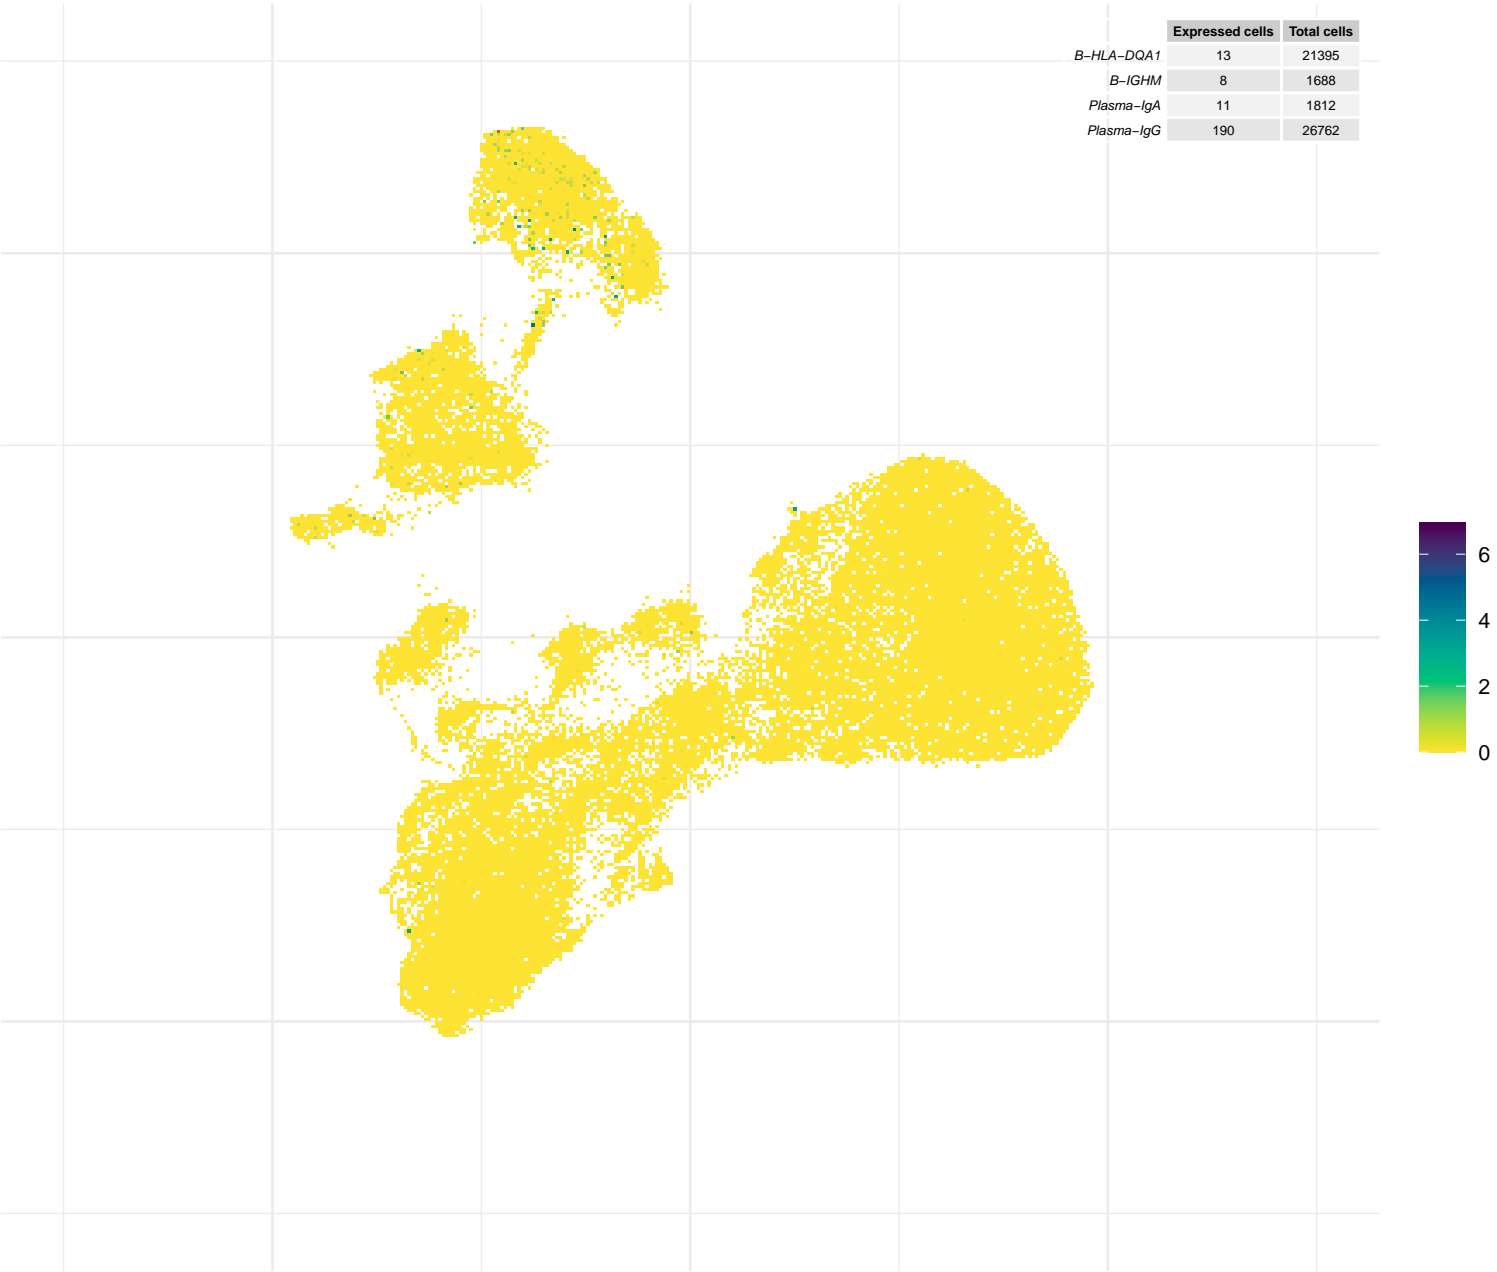 Expressed cells Total cells
B−HLA−DQA1 13 21395
B−IGHM 8 1688
Plasma−IgA 11 1812
Plasma−IgG 190 26762
6
4
2
0